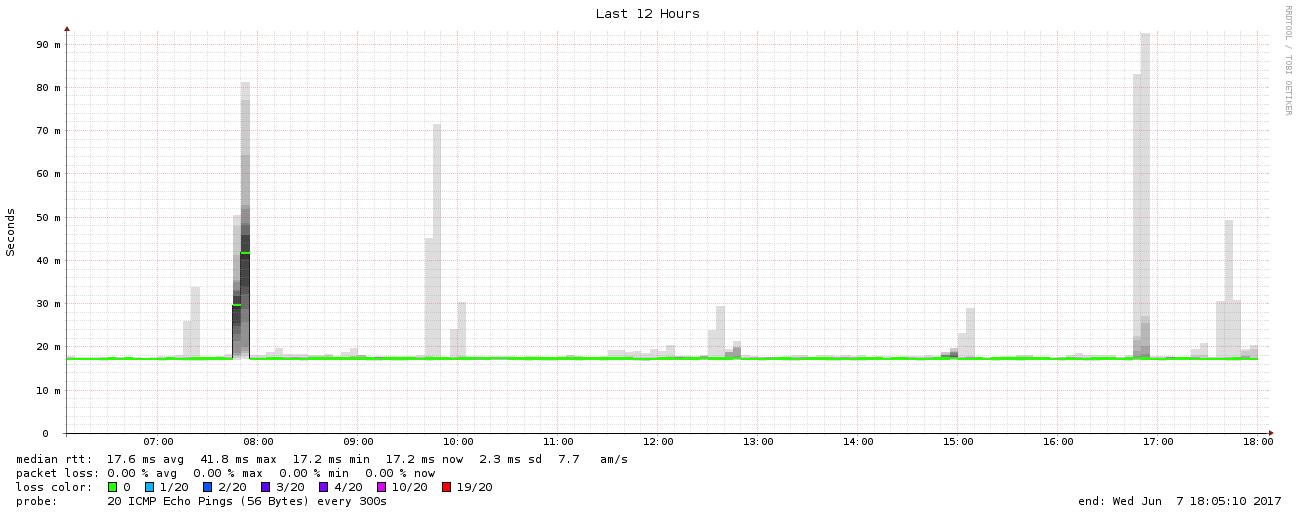 Last 12 Hours
RRDTOOL / TOBI OETIKER
Seconds
90 m
80 m
70 m
60 m
50 m
40 m
30 m
20 m
10 m
0
07:00 08:00 09:00 10:00 11:00 12:00 13:00 14:00 15:00 16:00 17:00 18:00
median rtt: 17.6 ms avg 41.8 ms max 17.2 ms min 17.2 ms now 2.3 ms sd 7.7 am/s
packet loss: 0.00 % avg 0.00 % max 0.00 % min 0.00 % now
loss color: 0 1/20 2/20 3/20 4/20 10/20 19/20
probe: 20 ICMP Echo Pings (56 Bytes) every 300s end: Wed Jun 7 18:05:10 2017